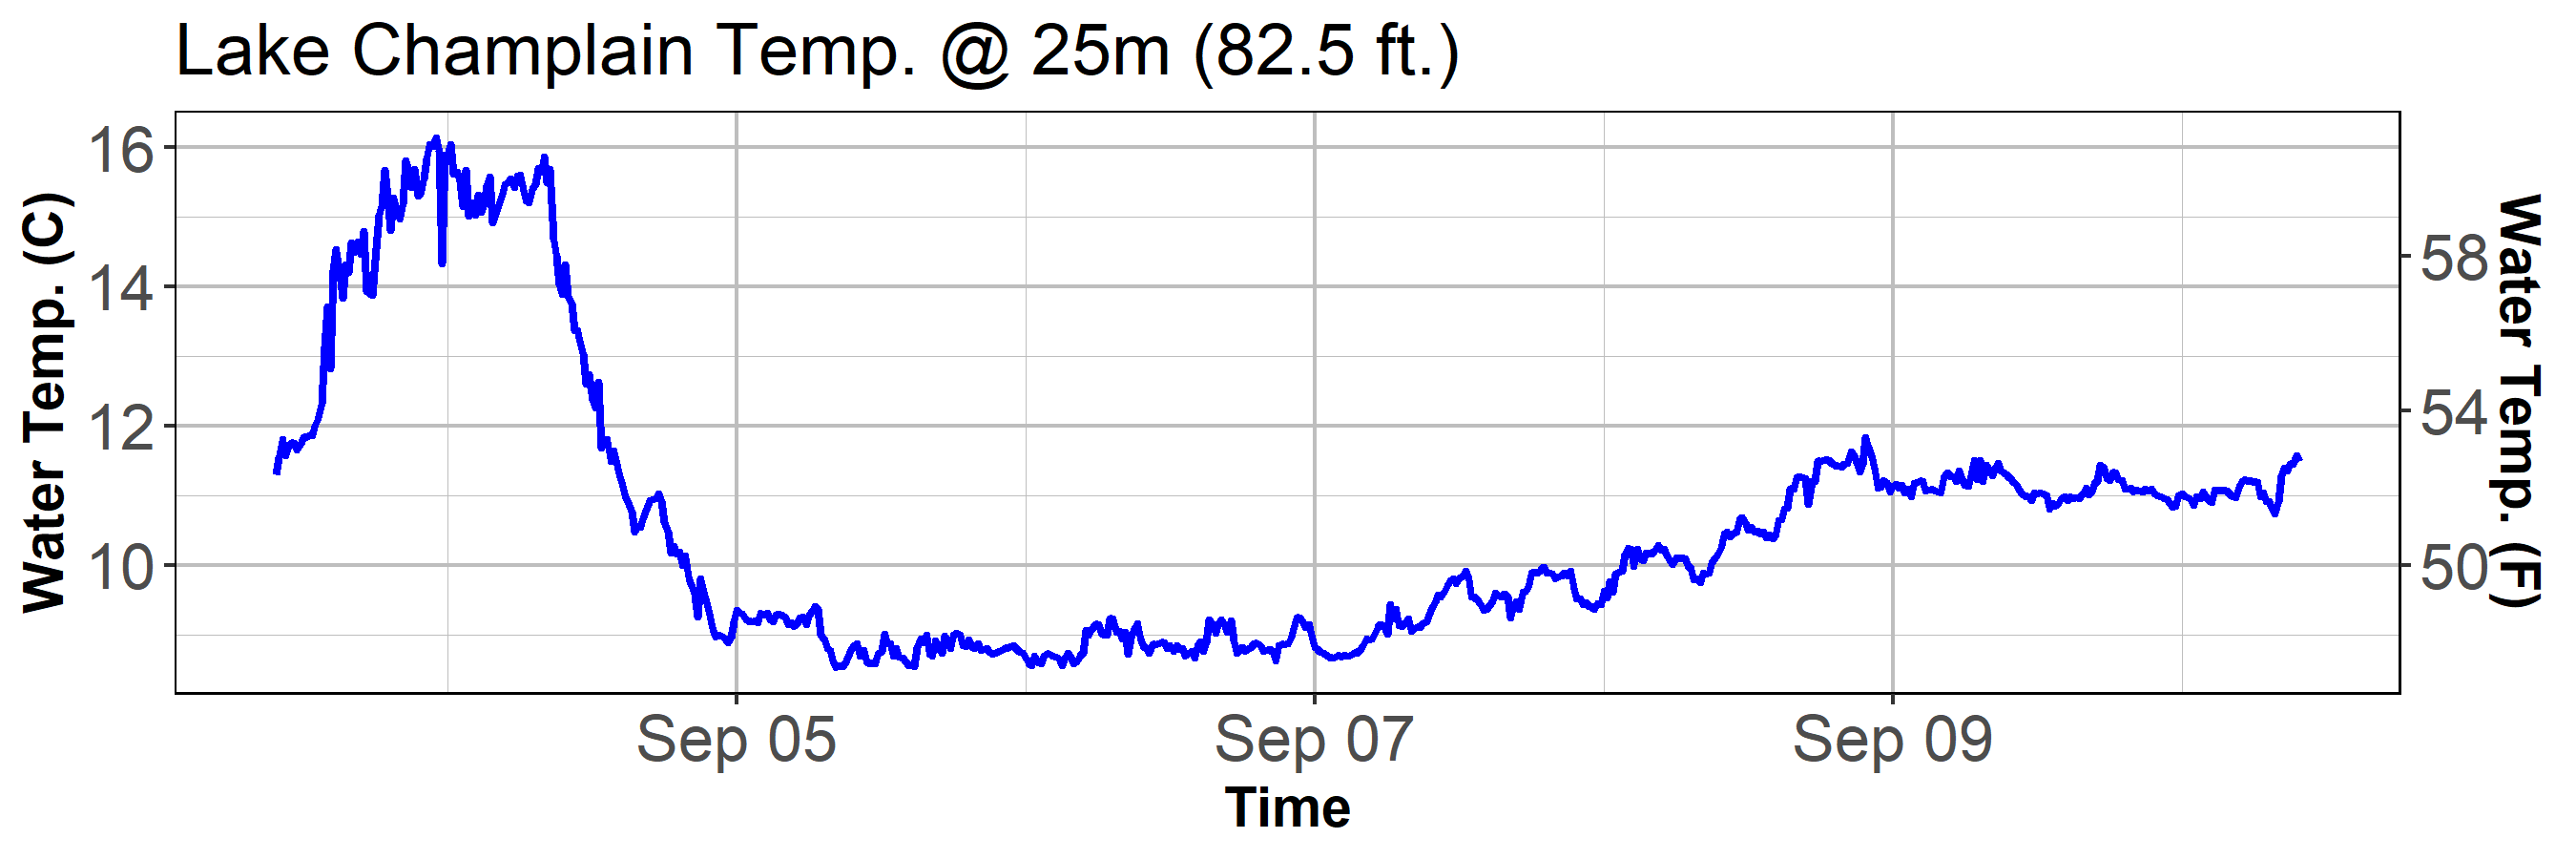 Lake Champlain Temp. @ 25m (82.5 ft.)
Water Temp. (C)
16
14
12
10
58
54
50
Water Temp. (F)
Sep 05
Sep 07
Sep 09
Time